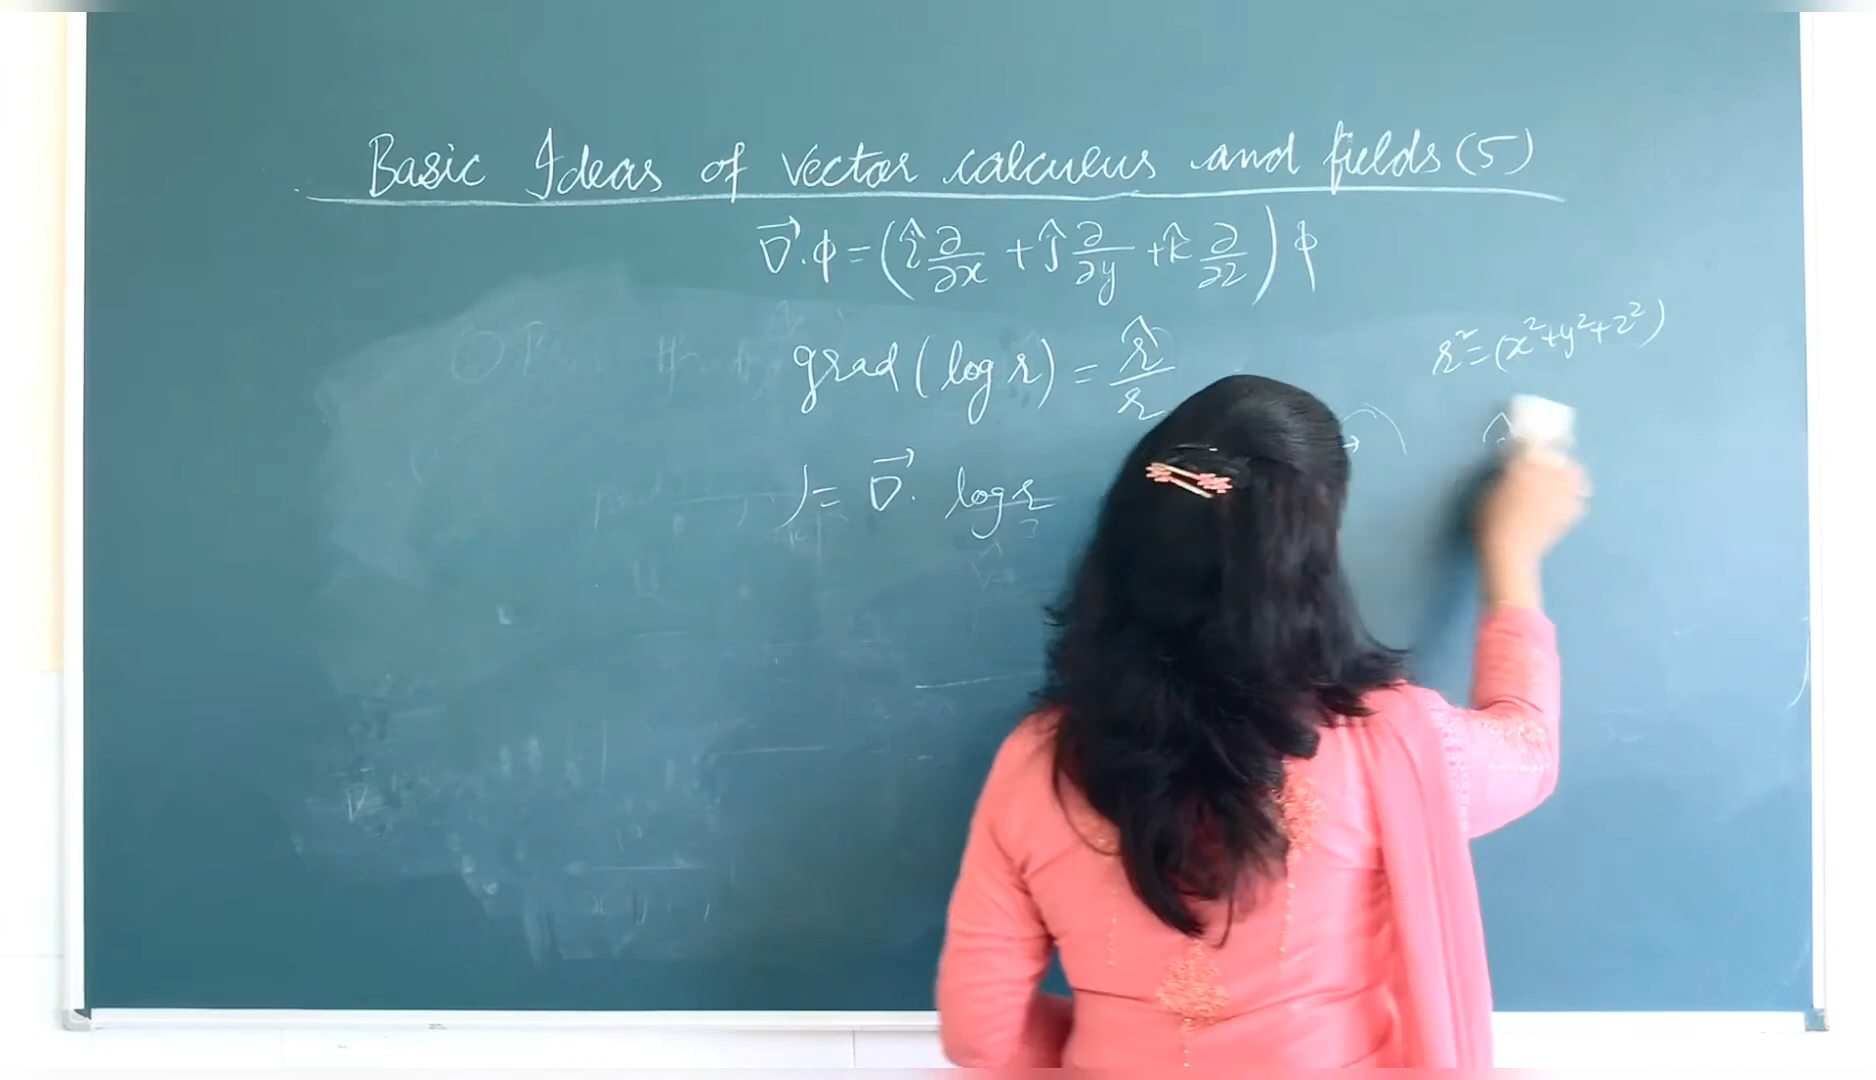 Basic Ideas of vector calculus and fields (5)
∇⃗.ϕ = (î ∂/∂x + ĵ ∂/∂y + k̂ ∂/∂z) ϕ
grad (log r) = r̂/r
r² = (x²+y²+z²)
) = ∇⃗. log r